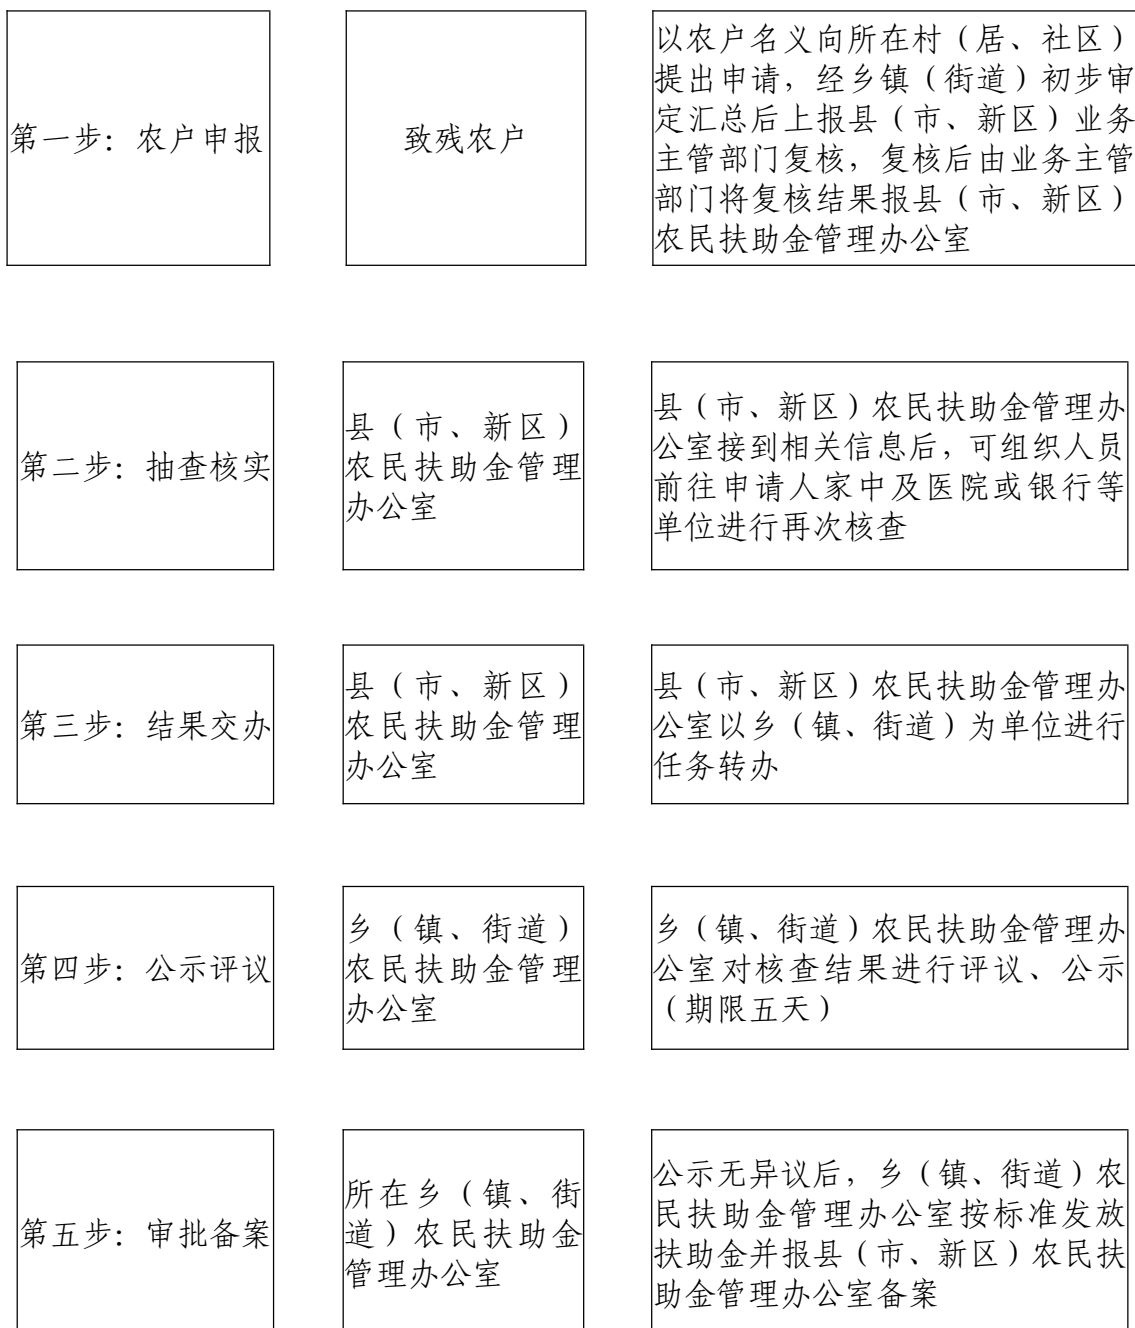 第一步：农户申报
致残农户
以农户名义向所在村（居、社区）
提出申请，经乡镇（街道）初步审
定汇总后上报县（市、新区）业务
主管部门复核，复核后由业务主管
部门将复核结果报县（市、新区）
农民扶助金管理办公室
第二步：抽查核实
县（市、新区）
农民扶助金管理
办公室
县（市、新区）农民扶助金管理办
公室接到相关信息后，可组织人员
前往申请人家中及医院或银行等
单位进行再次核查
第三步：结果交办
县（市、新区）
农民扶助金管理
办公室
县（市、新区）农民扶助金管理办
公室以乡（镇、街道）为单位进行
任务转办
第四步：公示评议
乡（镇、街道）
农民扶助金管理
办公室
乡（镇、街道）农民扶助金管理办
公室对核查结果进行评议、公示
（期限五天）
第五步：审批备案
所在乡（镇、街
道）农民扶助金
管理办公室
公示无异议后，乡（镇、街道）农
民扶助金管理办公室按标准发放
扶助金并报县（市、新区）农民扶
助金管理办公室备案